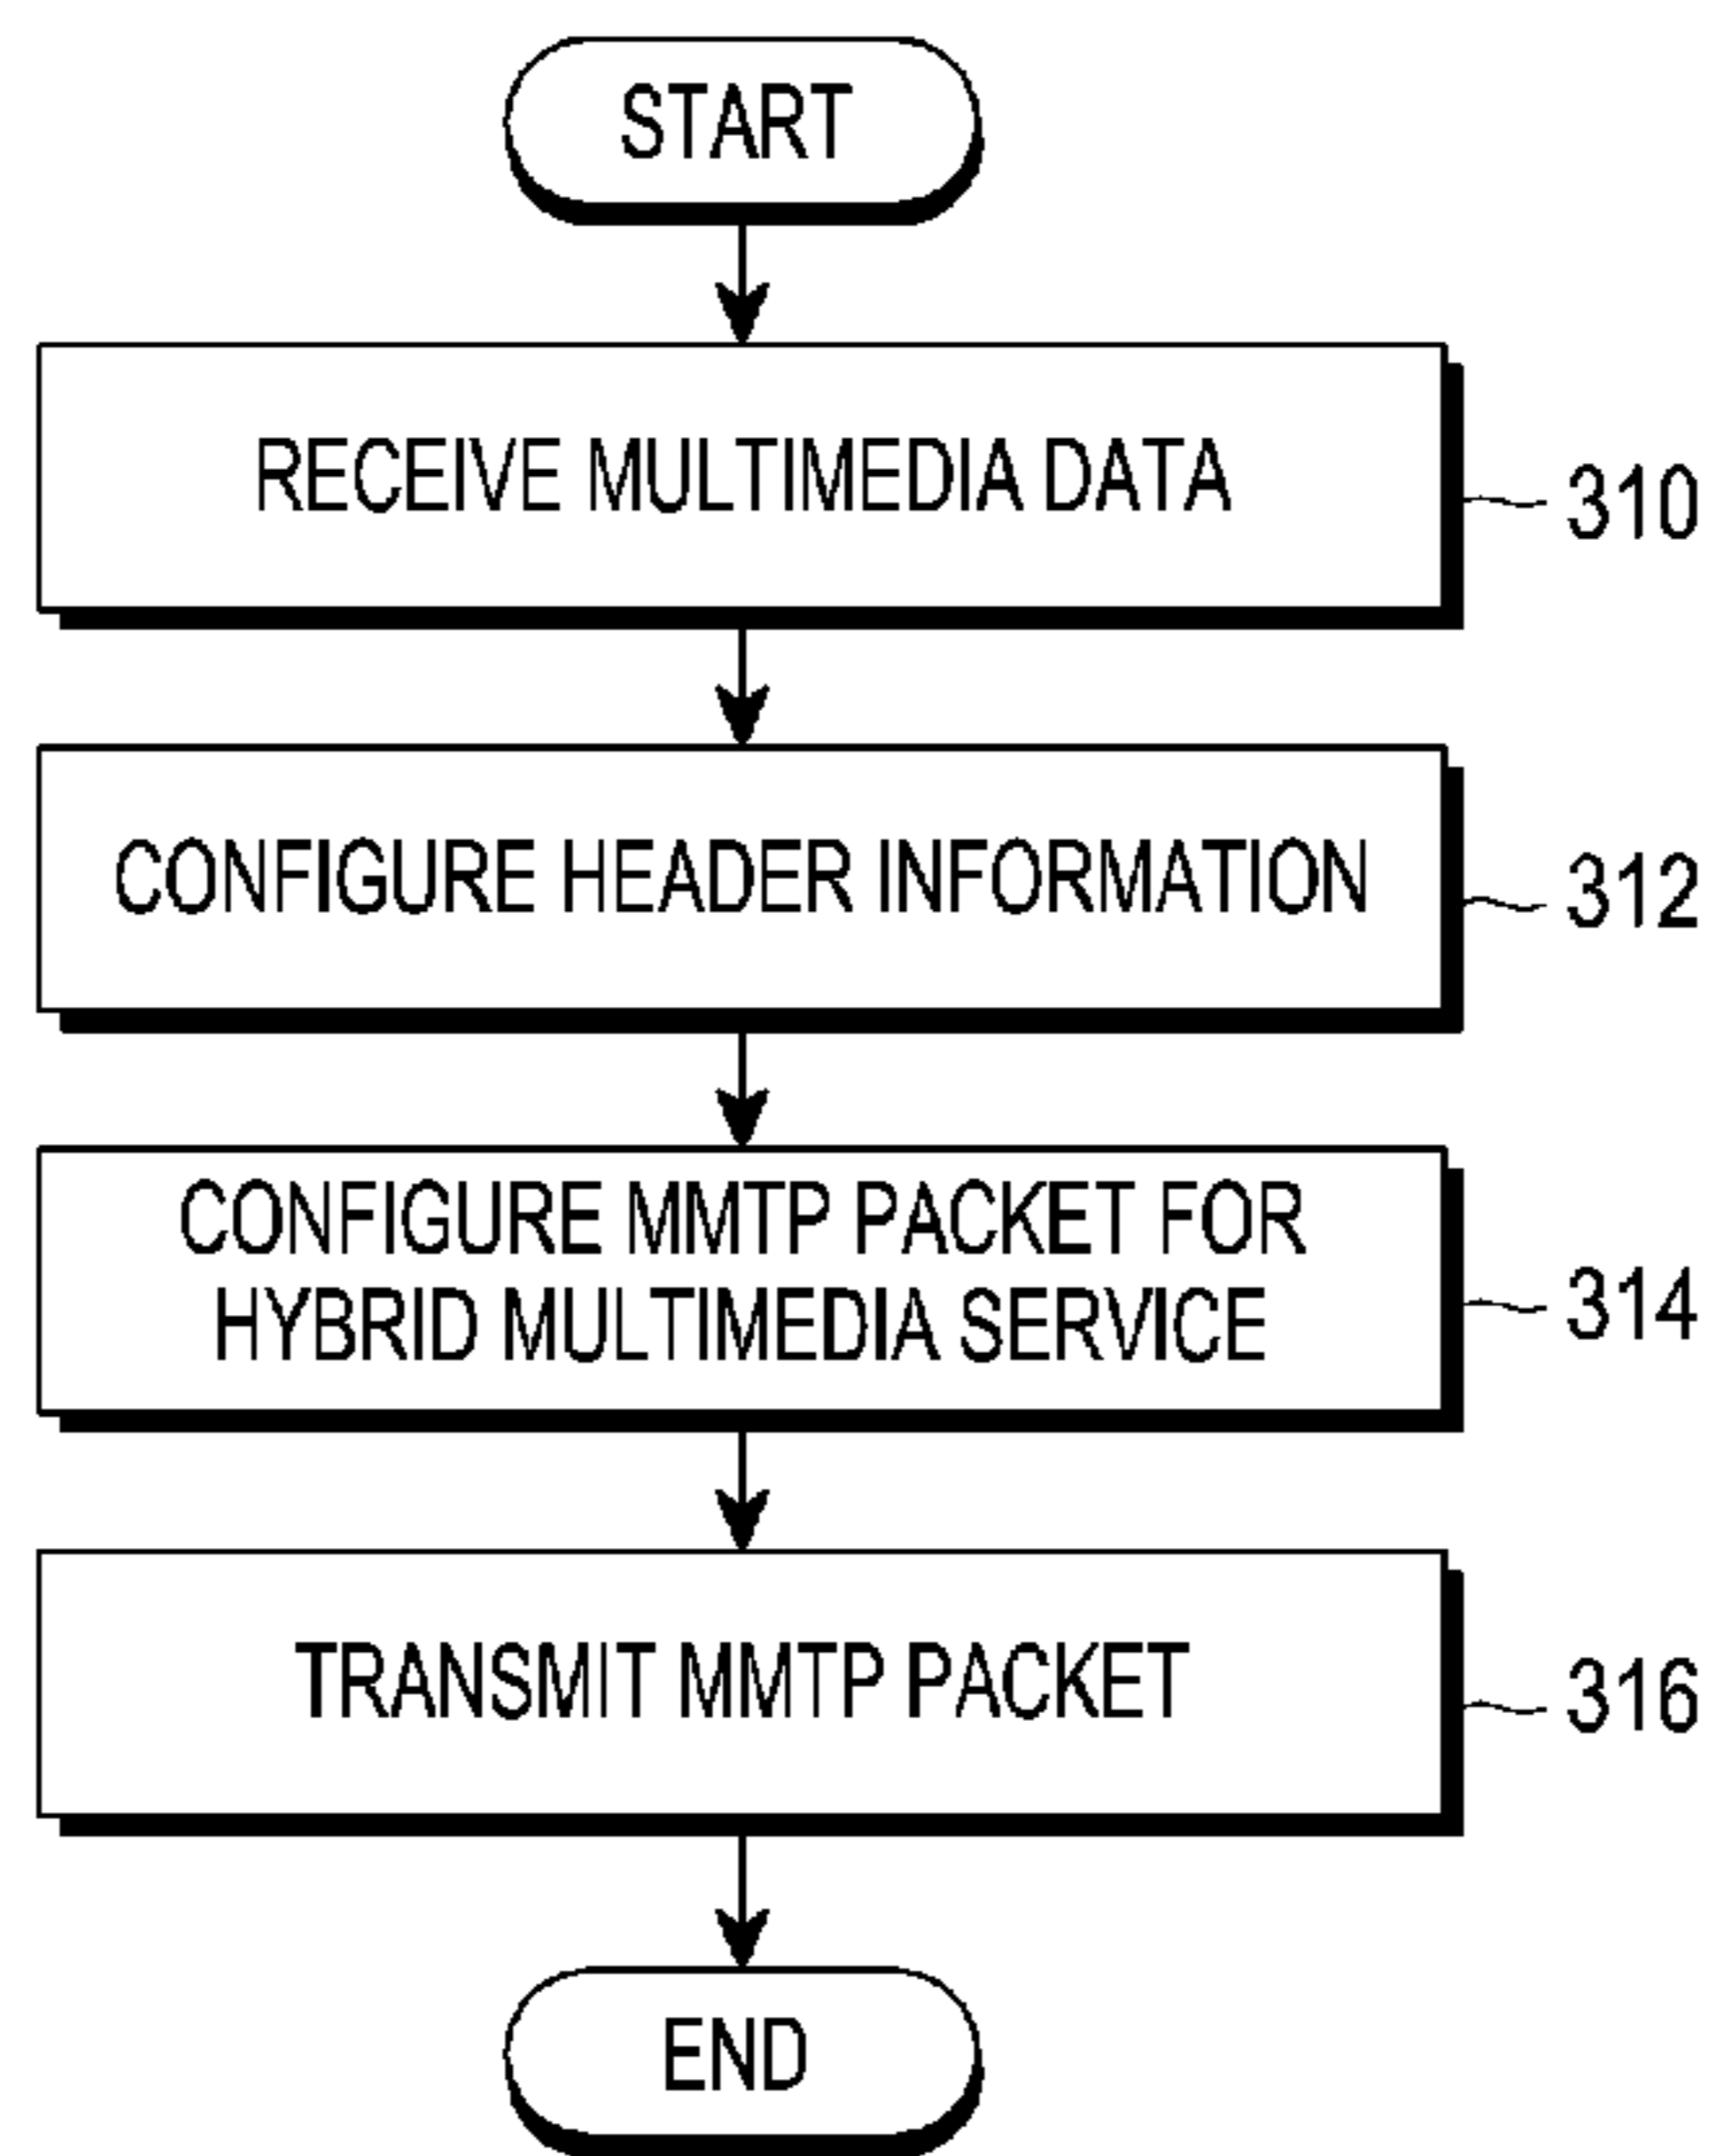 START
RECEIVE MULTIMEDIA DATA
310
CONFIGURE HEADER INFORMATION
312
CONFIGURE MMTP PACKET FOR
HYBRID MULTIMEDIA SERVICE
314
TRANSMIT MMTP PACKET
316
END